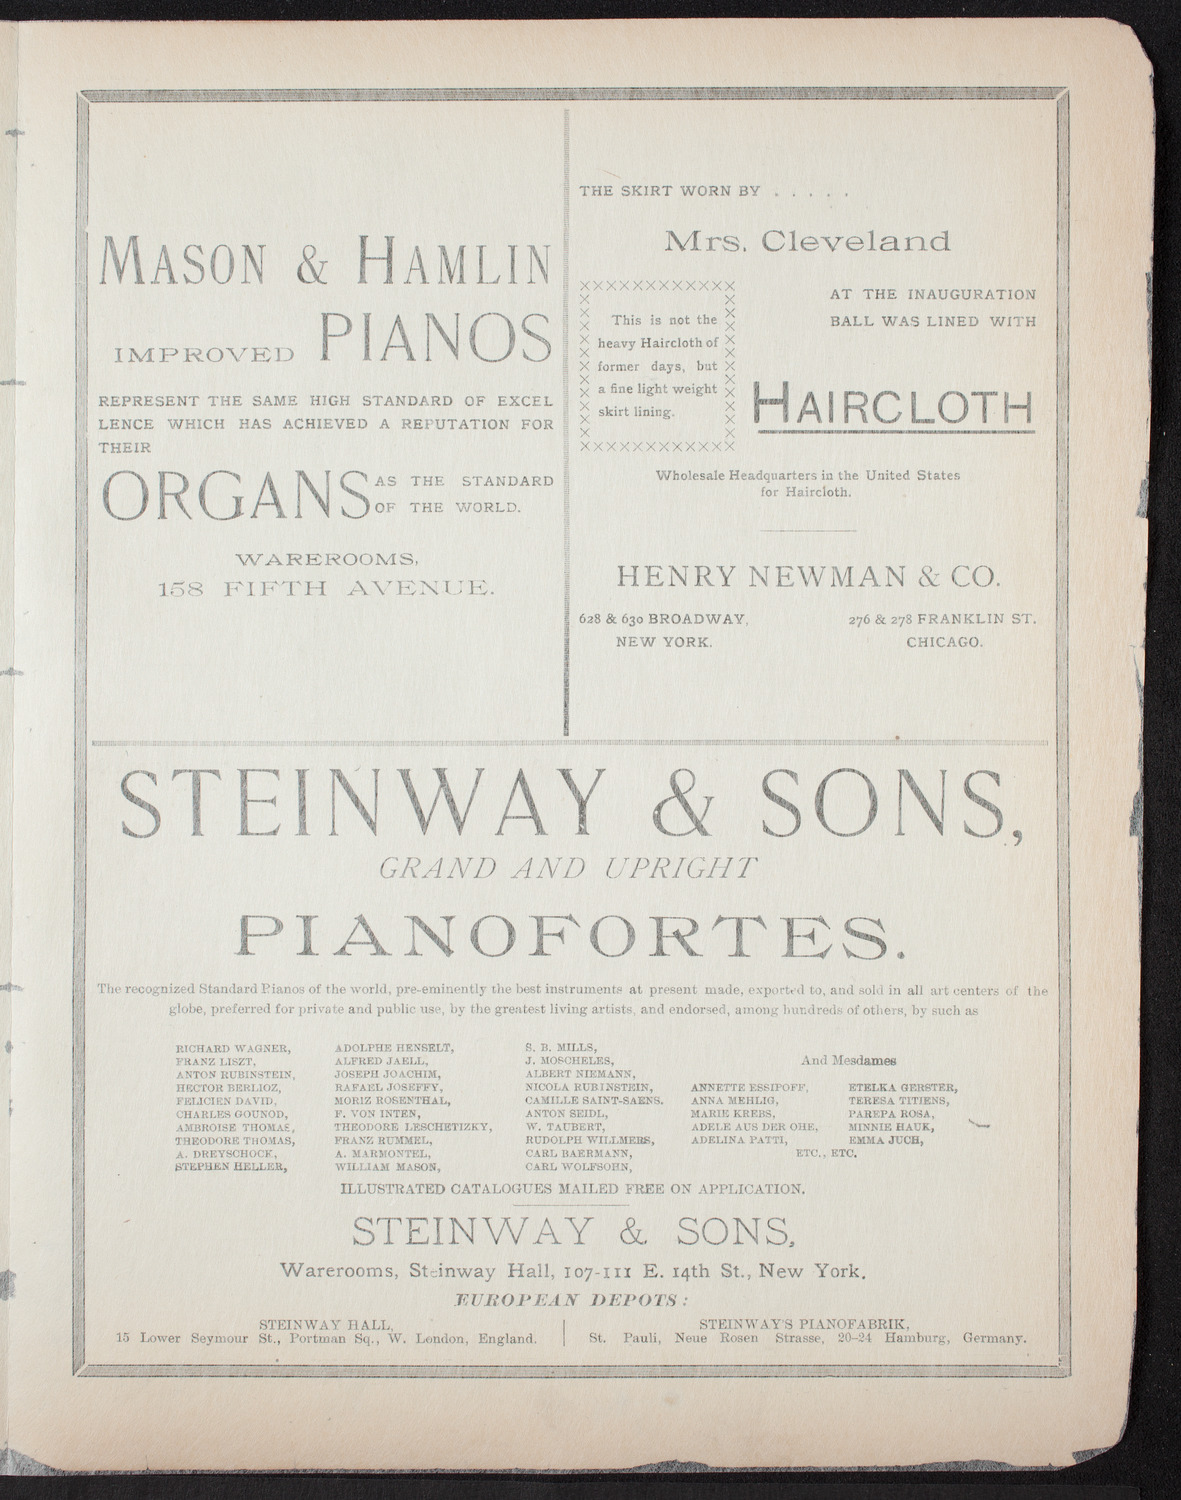 MASON & HAMLIN
IMPROVED PIANOS
REPRESENT THE SAME HIGH STANDARD OF EXCEL
LENCE WHICH HAS ACHIEVED A REPUTATION FOR
THEIR
ORGANS AS THE STANDARD
OF THE WORLD.
WAREROOMS,
158 FIFTH AVENUE.
THE SKIRT WORN BY . . . . .
Mrs. Cleveland
AT THE INAUGURATION
BALL WAS LINED WITH
This is not the
heavy Haircloth of
former days, but
a fine light weight
skirt lining.
HAIRCLOTH
Wholesale Headquarters in the United States
for Haircloth.
HENRY NEWMAN & CO.
628 & 630 BROADWAY,
NEW YORK.
276 & 278 FRANKLIN ST.
CHICAGO.
STEINWAY & SONS,
GRAND AND UPRIGHT
PIANOFORTES.
The recognized Standard Pianos of the world, pre-eminently the best instruments at present made, exported to, and sold in all art centers of the
globe, preferred for private and public use, by the greatest living artists, and endorsed, among hundreds of others, by such as
RICHARD WAGNER,
FRANZ LISZT,
ANTON RUBINSTEIN,
HECTOR BERLIOZ,
FELICIEN DAVID,
CHARLES GOUNOD,
AMBROISE THOMAS,
THEODORE THOMAS,
A. DREYSCHOCK,
STEPHEN HELLER,
ADOLPHE HENSELT,
ALFRED JAELL,
JOSEPH JOACHIM,
RAFAEL JOSEFFY,
MORIZ ROSENTHAL,
F. VON INTEN,
THEODORE LESCHETIZKY,
FRANZ RUMMEL,
A. MARMONTEL,
WILLIAM MASON,
S. B. MILLS,
J. MOSCHELES,
ALBERT NIEMANN,
NICOLA RUBINSTEIN,
CAMILLE SAINT-SAENS.
ANTON SEIDL,
W. TAUBERT,
RUDOLPH WILLMERS,
CARL BAERMANN,
CARL WOLFSOHN,
And Mesdames
ANNETTE ESSIPOFF,
ANNA MEHLIG,
MARIE KREBS,
ADELE AUS DER OHE,
ADELINA PATTI,
ETELKA GERSTER,
TERESA TITIENS,
PAREPA ROSA,
MINNIE HAUK,
EMMA JUCH,
ETC., ETC.
ILLUSTRATED CATALOGUES MAILED FREE ON APPLICATION.
STEINWAY & SONS,
Warerooms, Steinway Hall, 107-111 E. 14th St., New York.
EUROPEAN DEPOTS:
STEINWAY HALL,
15 Lower Seymour St., Portman Sq., W. London, England.
STEINWAY'S PIANOFABRIK,
St. Pauli, Neue Rosen Strasse, 20-24 Hamburg, Germany.